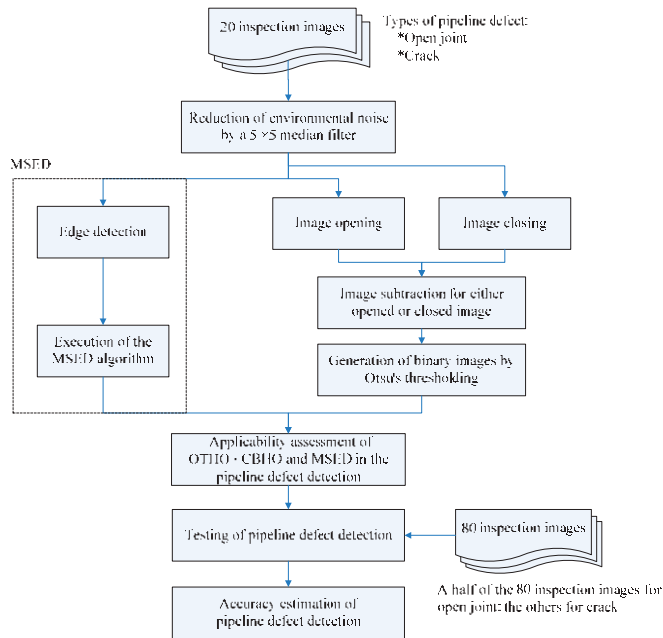 20 inspection images
Types of pipeline defect:
*Open joint
*Crack
Reduction of environmental noise
by a 5 ×5 median filter
MSED
Edge detection
Image opening
Image closing
Image subtraction for either
opened or closed image
Execution of the
MSED algorithm
Generation of binary images by
Otsu's thresholding
Applicability assessment of
OTHO、CBHO and MSED in the
pipeline defect detection
Testing of pipeline defect detection
80 inspection images
A half of the 80 inspection images for
open joint; the others for crack
Accuracy estimation of
pipeline defect detection